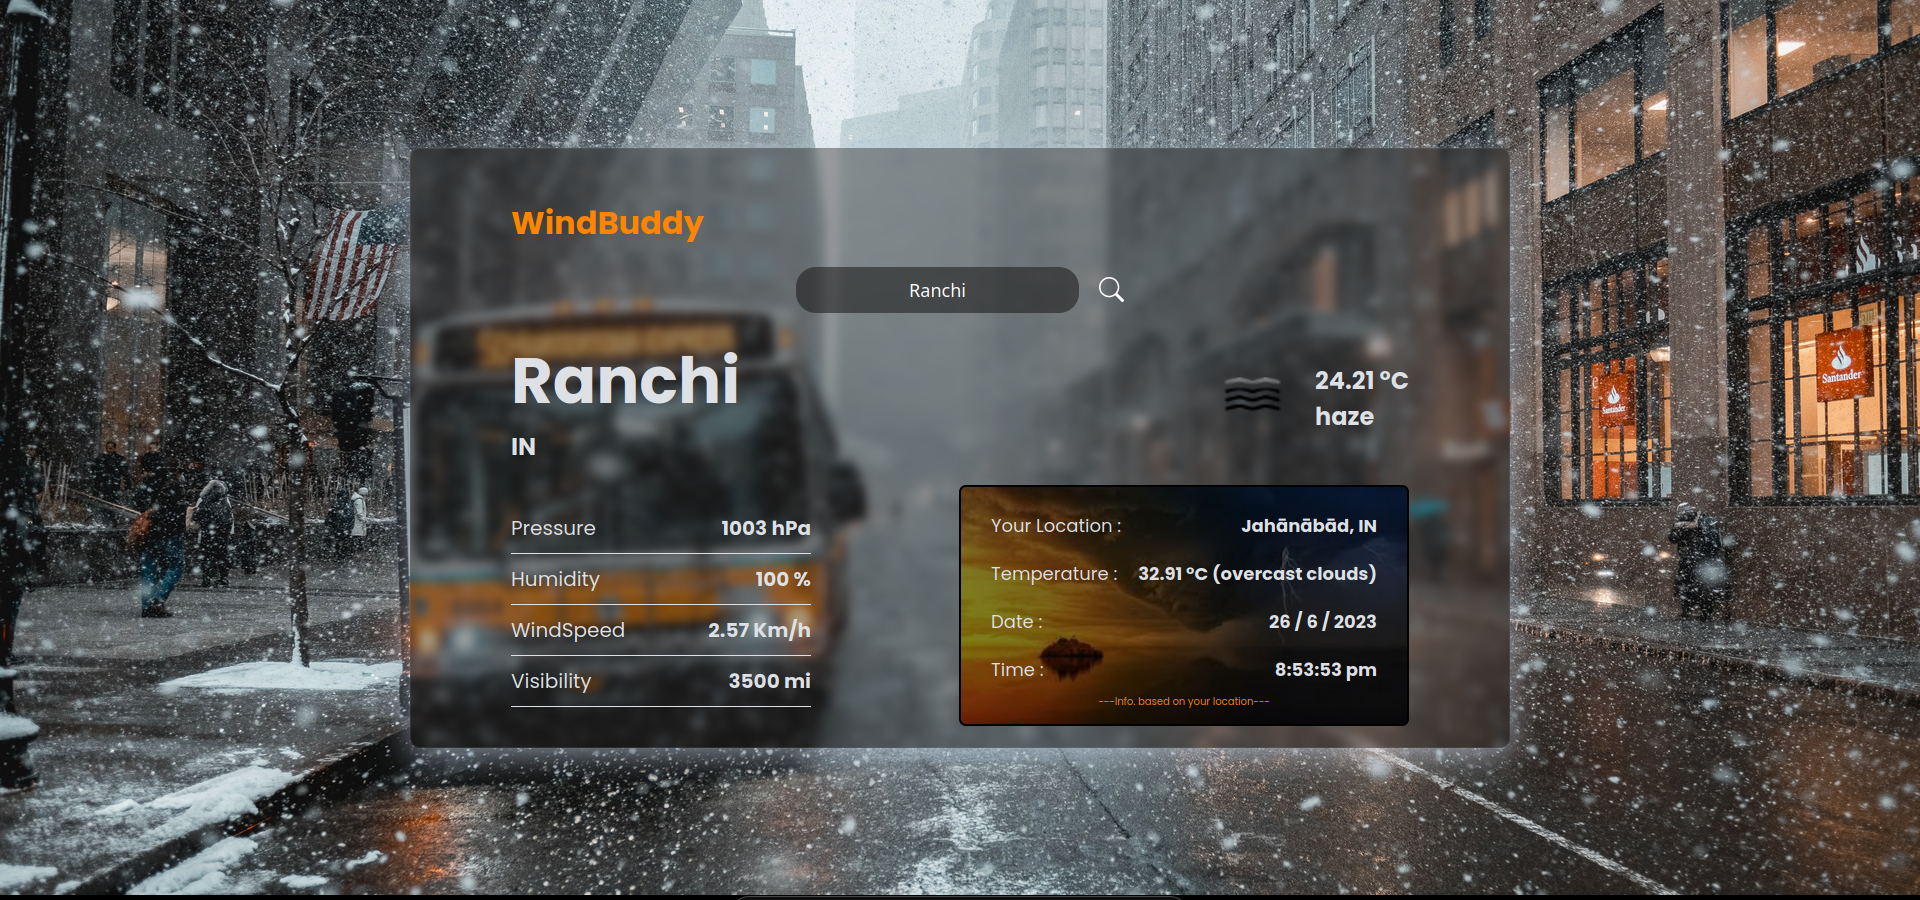 WindBuddy
Ranchi
Ranchi
IN
24.21 °C
haze
Pressure 1003 hPa
Humidity 100 %
WindSpeed 2.57 Km/h
Visibility 3500 mi
Your Location : Jahānābād, IN
Temperature : 32.91 °C (overcast clouds)
Date : 26 / 6 / 2023
Time : 8:53:53 pm
---Info. based on your location---
Santander
Santander